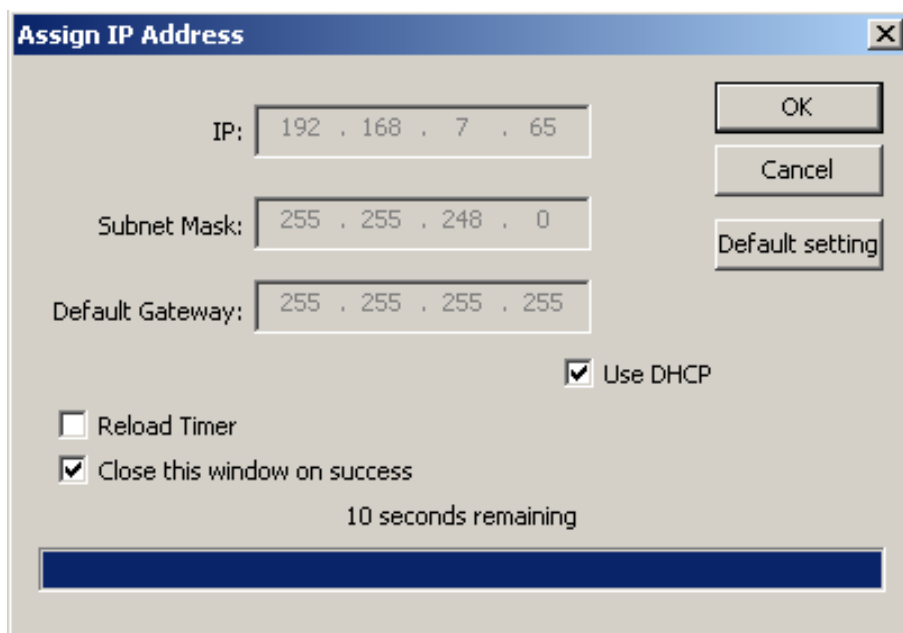 Assign IP Address
IP: 192 . 168 . 7 . 65
OK
Cancel
Subnet Mask: 255 . 255 . 248 . 0
Default setting
Default Gateway: 255 . 255 . 255 . 255
Use DHCP
Reload Timer
Close this window on success
10 seconds remaining